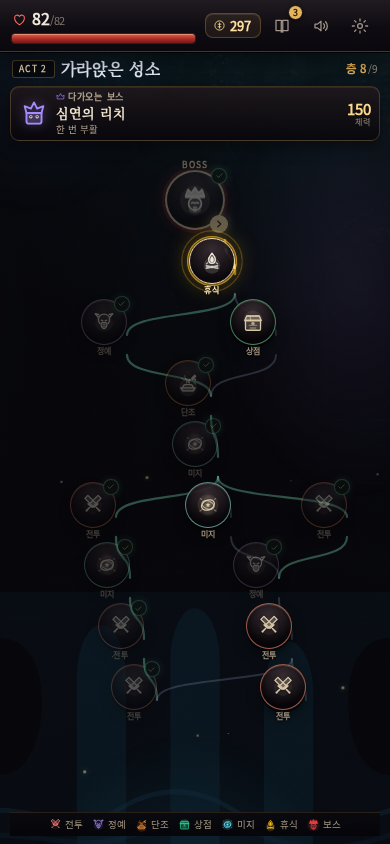 82/82
297
3
ACT 2 가라앉은 성소
층 8/9
다가오는 보스
심연의 리치
한 번 부활
150
체력
BOSS
휴식
정예
상점
단조
미지
전투
미지
전투
미지
정예
전투
전투
전투
전투
전투 정예 단조 상점 미지 휴식 보스